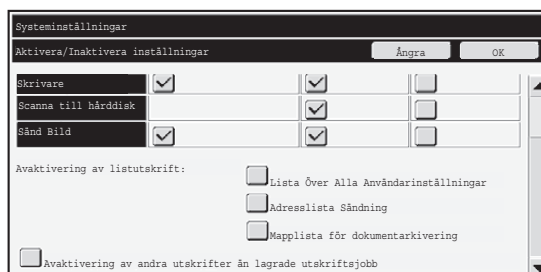 Systeminställningar
Aktivera/Inaktivera inställningar Ångra OK
Skrivare
Scanna till hårddisk
Sänd Bild
Avaktivering av listutskrift:
Lista Över Alla Användarinställningar
Adresslista Sändning
Mapplista för dokumentarkivering
Avaktivering av andra utskrifter än lagrade utskriftsjobb